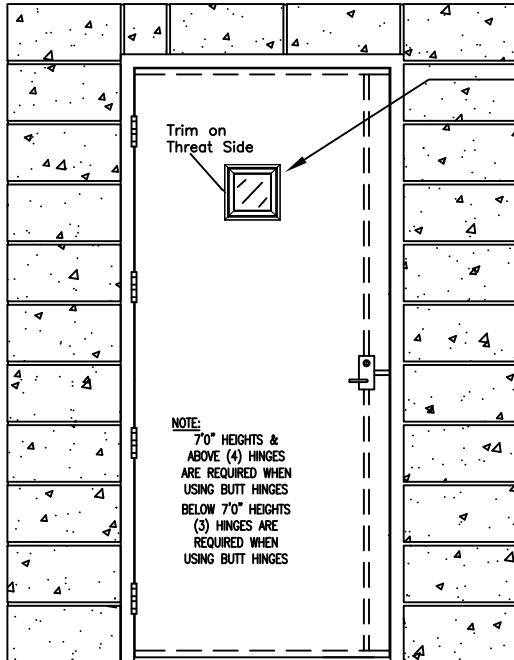 Trim on
Threat Side
NOTE:
7'0" HEIGHTS &
ABOVE (4) HINGES
ARE REQUIRED WHEN
USING BUTT HINGES
BELOW 7'0" HEIGHTS
(3) HINGES ARE
REQUIRED WHEN
USING BUTT HINGES